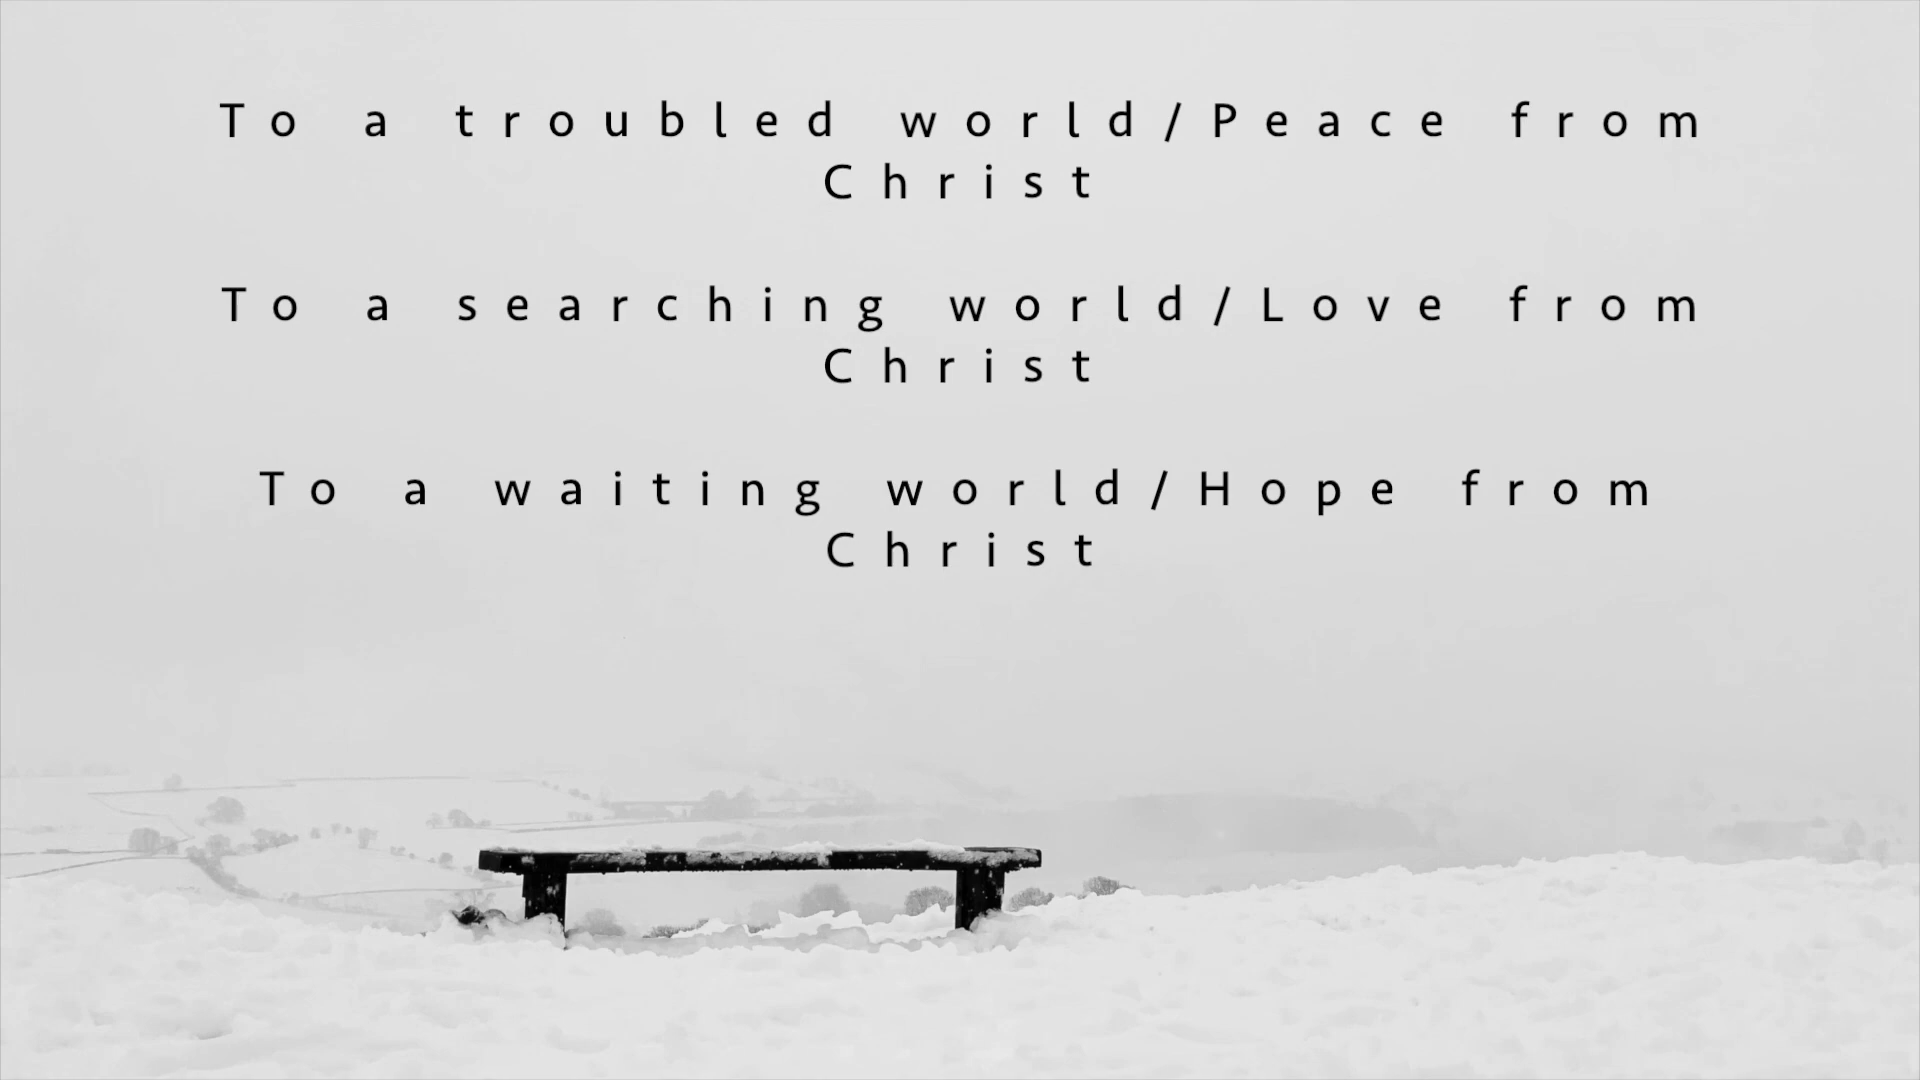 To a troubled world/Peace from
Christ
To a searching world/Love from
Christ
To a waiting world/Hope from
Christ